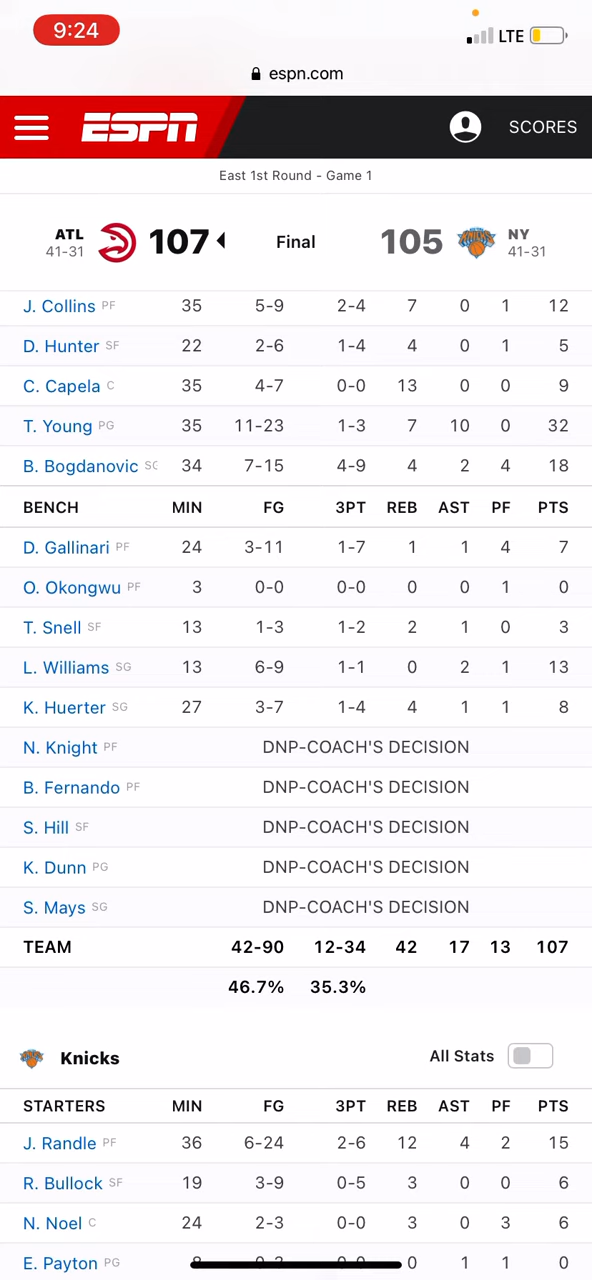 9:24
LTE
espn.com
ESPN
SCORES
East 1st Round - Game 1
ATL
41-31
107
Final
105
NY
41-31
J. Collins PF 35 5-9 2-4 7 0 1 12
D. Hunter SF 22 2-6 1-4 4 0 1 5
C. Capela C 35 4-7 0-0 13 0 0 9
T. Young PG 35 11-23 1-3 7 10 0 32
B. Bogdanovic 34 7-15 4-9 4 2 4 18
BENCH MIN FG 3PT REB AST PF PTS
D. Gallinari PF 24 3-11 1-7 1 1 4 7
O. Okongwu PF 3 0-0 0-0 0 0 1 0
T. Snell SF 13 1-3 1-2 2 1 0 3
L. Williams SG 13 6-9 1-1 0 2 1 13
K. Huerter SG 27 3-7 1-4 4 1 1 8
N. Knight PF DNP-COACH'S DECISION
B. Fernando PF DNP-COACH'S DECISION
S. Hill SF DNP-COACH'S DECISION
K. Dunn PG DNP-COACH'S DECISION
S. Mays SG DNP-COACH'S DECISION
TEAM 42-90 12-34 42 17 13 107
46.7% 35.3%
Knicks All Stats
STARTERS MIN FG 3PT REB AST PF PTS
J. Randle PF 36 6-24 2-6 12 4 2 15
R. Bullock SF 19 3-9 0-5 3 0 0 6
N. Noel C 24 2-3 0-0 3 0 3 6
E. Payton PG 0 1 1 0